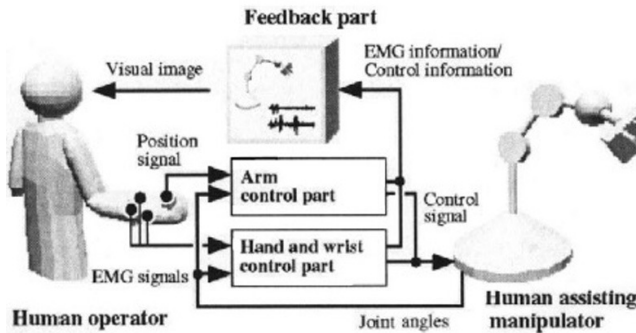 Feedback part
EMG information/
Control information
Visual image
Position
signal
Arm
control part
Control
signal
Hand and wrist
control part
EMG signals
Human operator
Joint angles
Human assisting
manipulator